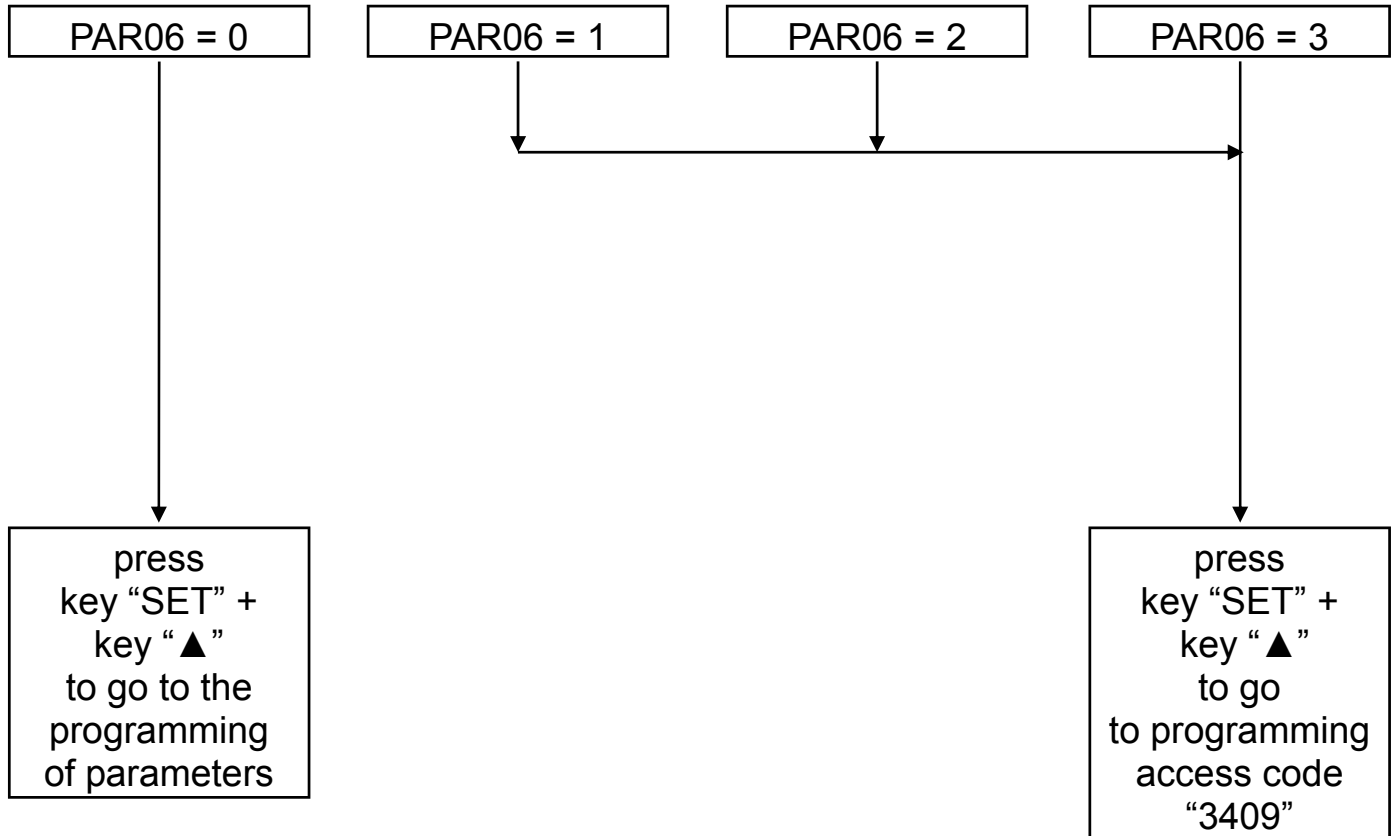 PAR06 = 0
PAR06 = 1
PAR06 = 2
PAR06 = 3
press
key “SET” +
key “▲”
to go to the
programming
of parameters
press
key “SET” +
key “▲”
to go
to programming
access code
“3409”